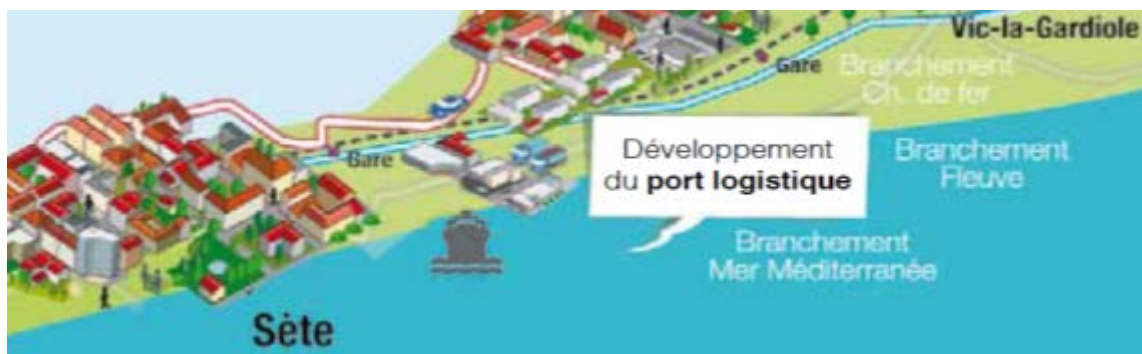 Vic-la-Gardiole
Gare
Branchement
Ch. de fer
Gare
Développement
du port logistique
Branchement
Fleuve
Branchement
Mer Méditerranée
Sète